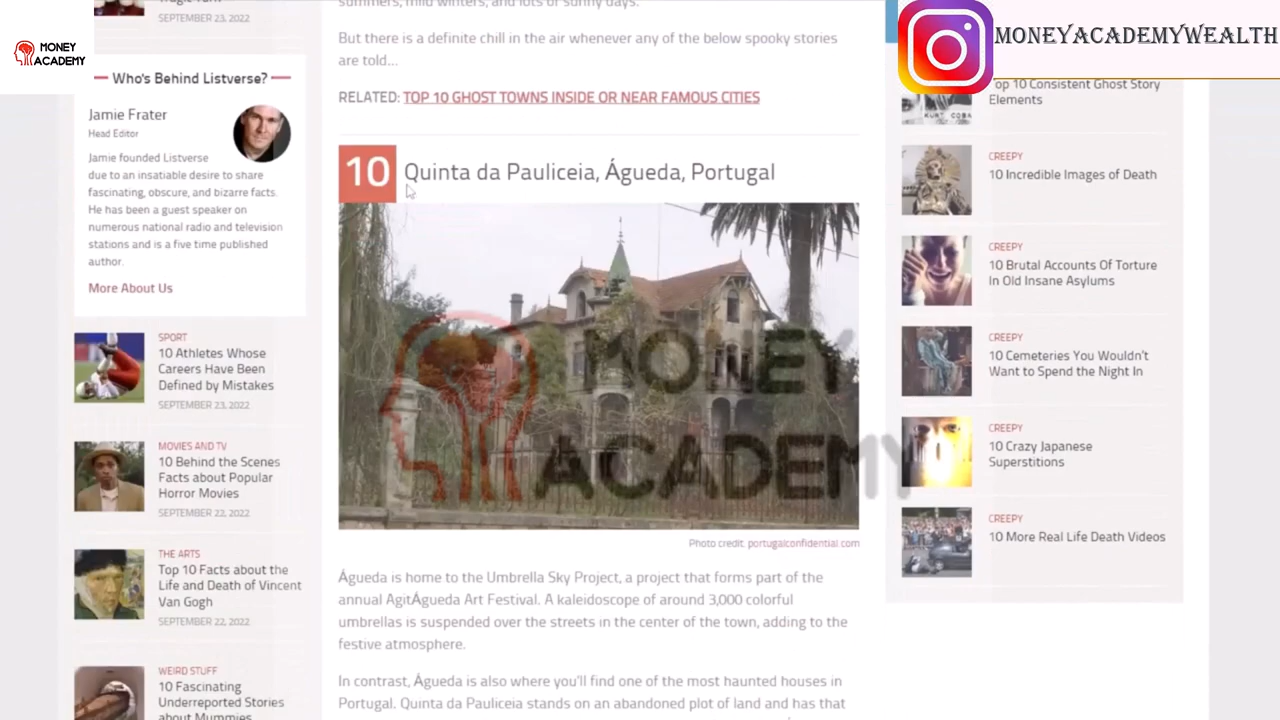 SEPTEMBER 23, 2022
MONEY
ACADEMY
Who's Behind Listverse?
Jamie Frater
Head Editor
Jamie founded Listverse
due to an insatiable desire to share
fascinating, obscure, and bizarre facts.
He has been a guest speaker on
numerous national radio and television
stations and is a five time published
author.
More About Us
SPORT
10 Athletes Whose
Careers Have Been
Defined by Mistakes
SEPTEMBER 23, 2022
MOVIES AND TV
10 Behind the Scenes
Facts about Popular
Horror Movies
SEPTEMBER 22, 2022
THE ARTS
Top 10 Facts about the
Life and Death of Vincent
Van Gogh
SEPTEMBER 22, 2022
WEIRD STUFF
10 Fascinating
Underreported Stories
about Mummies
summers, mild winters, and lots of sunny days.
But there is a definite chill in the air whenever any of the below spooky stories
are told...
RELATED: TOP 10 GHOST TOWNS INSIDE OR NEAR FAMOUS CITIES
10 Quinta da Pauliceia, Águeda, Portugal
MONEY
ACADEMY
Photo credit: portugalconfidential.com
Águeda is home to the Umbrella Sky Project, a project that forms part of the
annual AgitÁgueda Art Festival. A kaleidoscope of around 3,000 colorful
umbrellas is suspended over the streets in the center of the town, adding to the
festive atmosphere.
In contrast, Águeda is also where you'll find one of the most haunted houses in
Portugal. Quinta da Pauliceia stands on an abandoned plot of land and has that
MONEYACADEMYWEALTH
Top 10 Consistent Ghost Story
Elements
KURT COBA
CREEPY
10 Incredible Images of Death
CREEPY
10 Brutal Accounts Of Torture
In Old Insane Asylums
CREEPY
10 Cemeteries You Wouldn't
Want to Spend the Night In
CREEPY
10 Crazy Japanese
Superstitions
CREEPY
10 More Real Life Death Videos